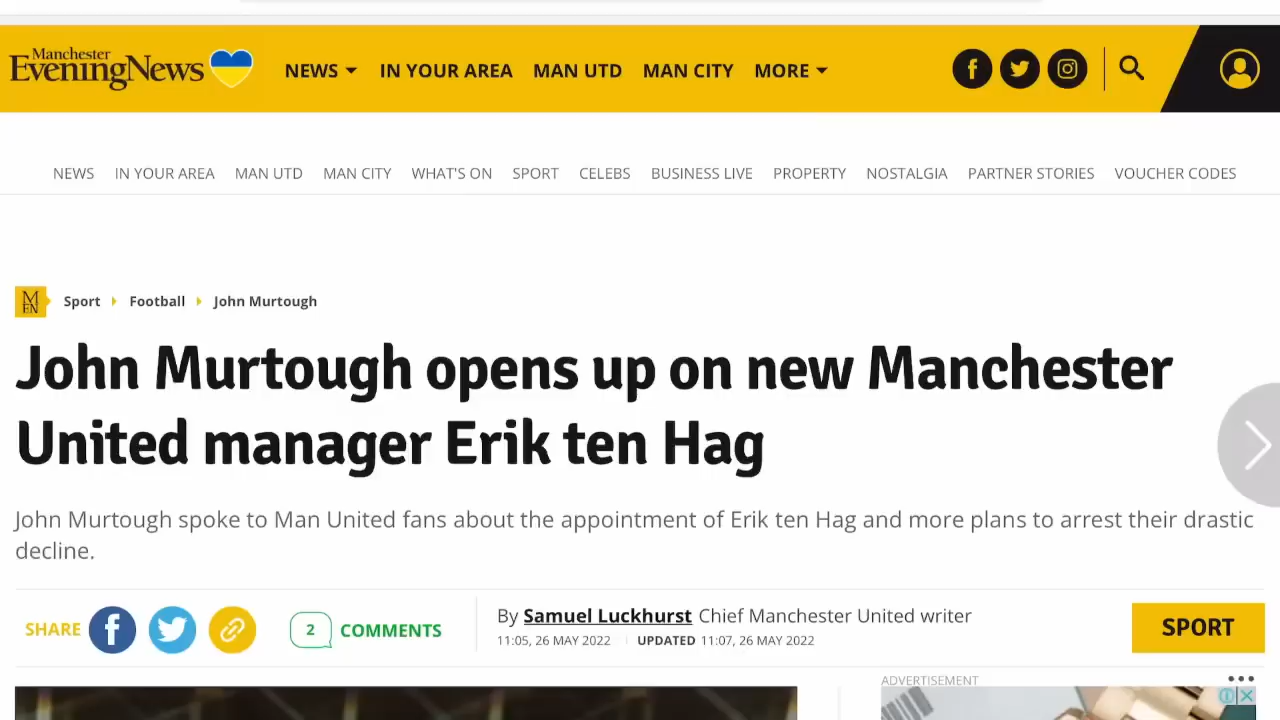 Manchester
EveningNews
NEWS IN YOUR AREA MAN UTD MAN CITY MORE
NEWS IN YOUR AREA MAN UTD MAN CITY WHAT'S ON SPORT CELEBS BUSINESS LIVE PROPERTY NOSTALGIA PARTNER STORIES VOUCHER CODES
M
EN
Sport Football John Murtough
John Murtough opens up on new Manchester
United manager Erik ten Hag
John Murtough spoke to Man United fans about the appointment of Erik ten Hag and more plans to arrest their drastic
decline.
SHARE 2 COMMENTS
By Samuel Luckhurst Chief Manchester United writer
11:05, 26 MAY 2022 UPDATED 11:07, 26 MAY 2022
SPORT
ADVERTISEMENT